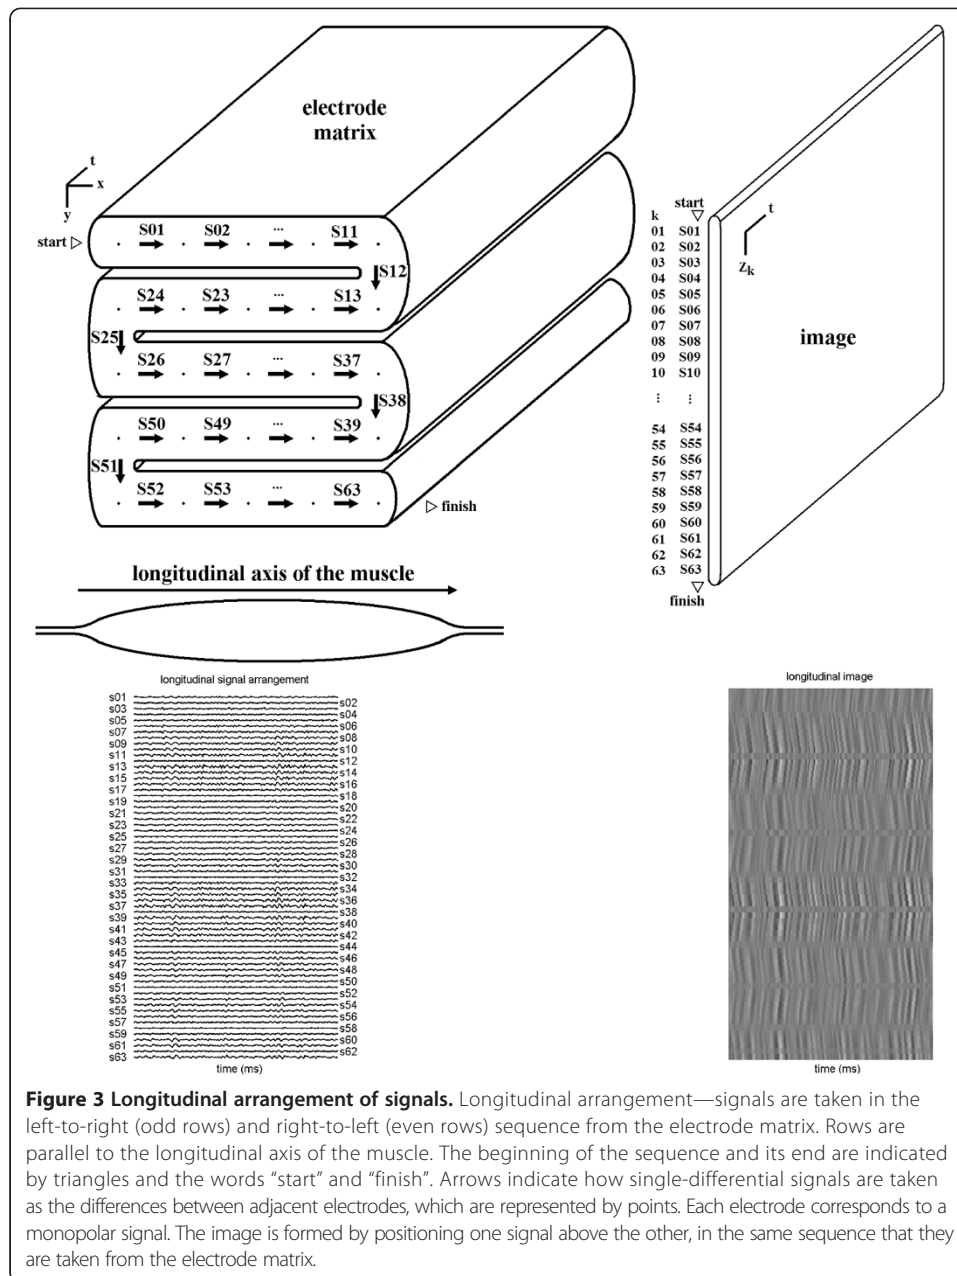 electrode
matrix
t
x
y
start
S01 S02 ... S11
S12
S24 S23 ... S13
S25
S26 S27 ... S37
S38
S50 S49 ... S39
S51
S52 S53 ... S63
finish
start
k
01 S01
02 S02
03 S03
04 S04
05 S05
06 S06
07 S07
08 S08
09 S09
10 S10
⋮ ⋮
54 S54
55 S55
56 S56
57 S57
58 S58
59 S59
60 S60
61 S61
62 S62
63 S63
finish
t
Zk
image
longitudinal axis of the muscle
longitudinal signal arrangement
s01
s02
s03
s04
s05
s06
s07
s08
s09
s10
s11
s12
s13
s14
s15
s16
s17
s18
s19
s20
s21
s22
s23
s24
s25
s26
s27
s28
s29
s30
s31
s32
s33
s34
s35
s36
s37
s38
s39
s40
s41
s42
s43
s44
s45
s46
s47
s48
s49
s50
s51
s52
s53
s54
s55
s56
s57
s58
s59
s60
s61
s62
s63
time (ms)
longitudinal image
time (ms)
Figure 3 Longitudinal arrangement of signals. Longitudinal arrangement—signals are taken in the
left-to-right (odd rows) and right-to-left (even rows) sequence from the electrode matrix. Rows are
parallel to the longitudinal axis of the muscle. The beginning of the sequence and its end are indicated
by triangles and the words “start” and “finish”. Arrows indicate how single-differential signals are taken
as the differences between adjacent electrodes, which are represented by points. Each electrode corresponds to a
monopolar signal. The image is formed by positioning one signal above the other, in the same sequence that they
are taken from the electrode matrix.